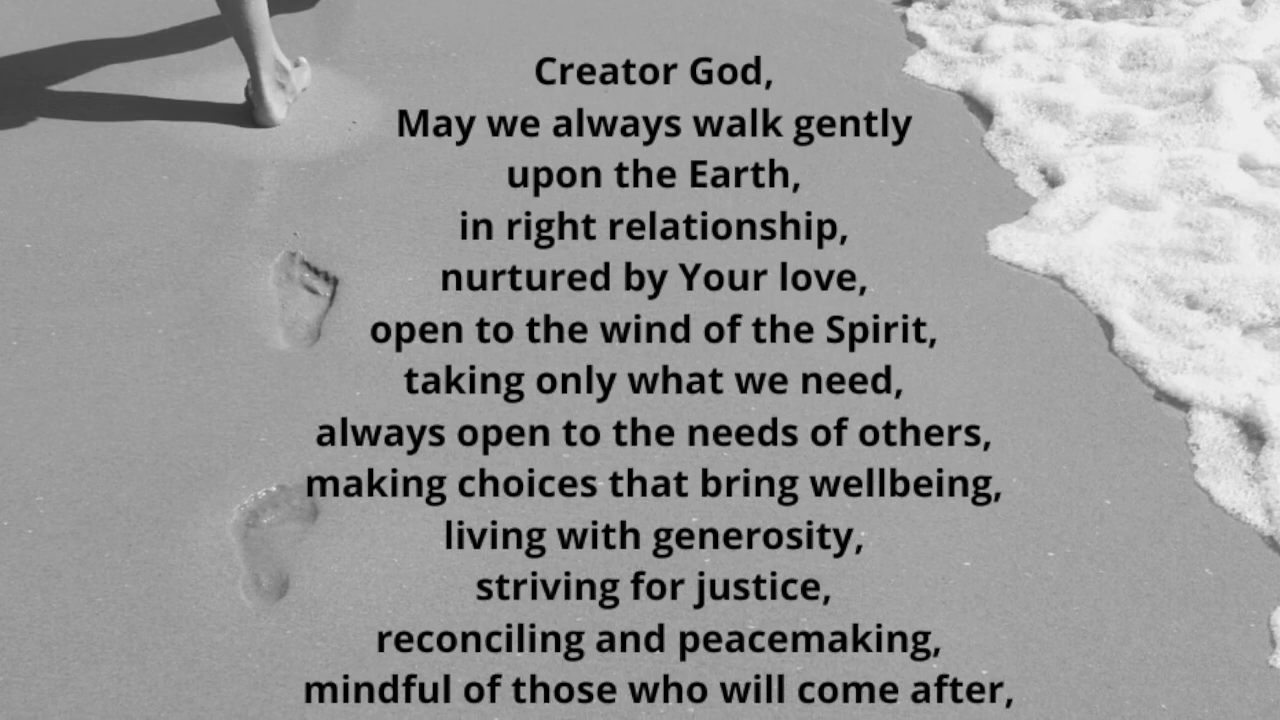 Creator God,
May we always walk gently
upon the Earth,
in right relationship,
nurtured by Your love,
open to the wind of the Spirit,
taking only what we need,
always open to the needs of others,
making choices that bring wellbeing,
living with generosity,
striving for justice,
reconciling and peacemaking,
mindful of those who will come after,